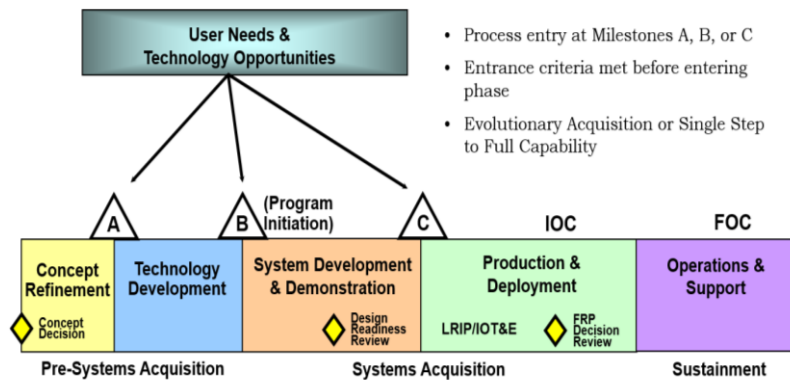 User Needs &
Technology Opportunities
• Process entry at Milestones A, B, or C
• Entrance criteria met before entering
phase
• Evolutionary Acquisition or Single Step
to Full Capability
A
B
(Program
Initiation)
C
IOC
FOC
Concept
Refinement
Technology
Development
System Development
& Demonstration
Production &
Deployment
Operations &
Support
Concept
Decision
Design
Readiness
Review
LRIP/IOT&E
FRP
Decision
Review
Pre-Systems Acquisition
Systems Acquisition
Sustainment